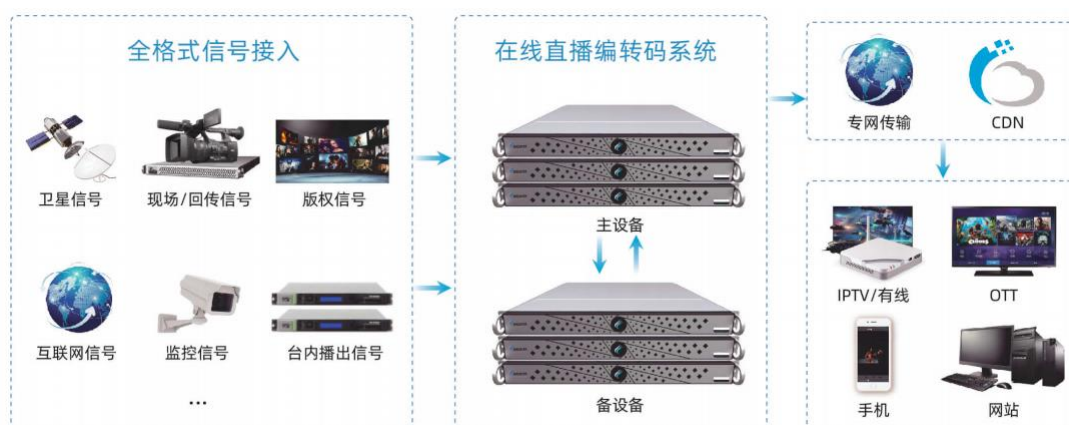 全格式信号接入
卫星信号
现场/回传信号
版权信号
互联网信号
监控信号
台内播出信号
...
在线直播编转码系统
主设备
备设备
专网传输
CDN
IPTV/有线
OTT
手机
网站